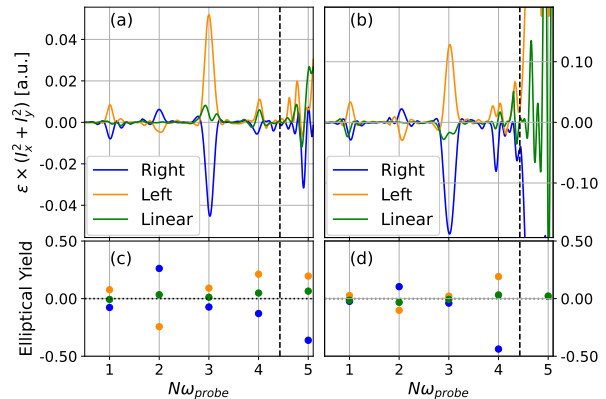 (a)
(b)
ε × (I_x^2 + I_y^2) [a.u.]
0.04
0.02
0.00
−0.02
−0.04
0.10
0.00
−0.10
Right
Left
Linear
Right
Left
Linear
(c)
(d)
Elliptical Yield
0.50
0.00
−0.50
0.50
0.00
−0.50
1 2 3 4 5
1 2 3 4 5
Nω_probe
Nω_probe